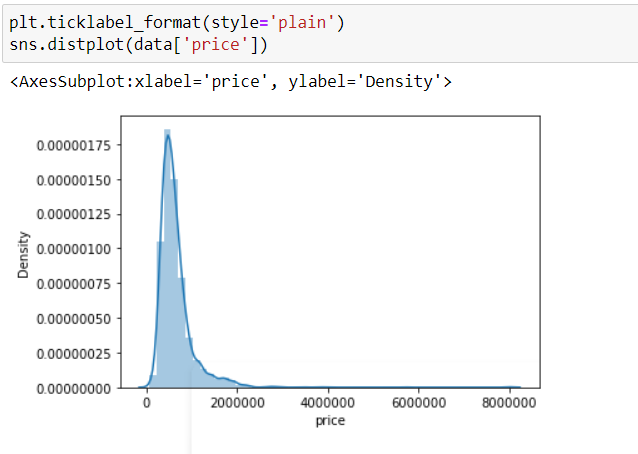 plt.ticklabel_format(style='plain')
sns.distplot(data['price'])
<AxesSubplot:xlabel='price', ylabel='Density'>
0.00000175
0.00000150
0.00000125
0.00000100
0.00000075
0.00000050
0.00000025
0.00000000
Density
0 2000000 4000000 6000000 8000000
price